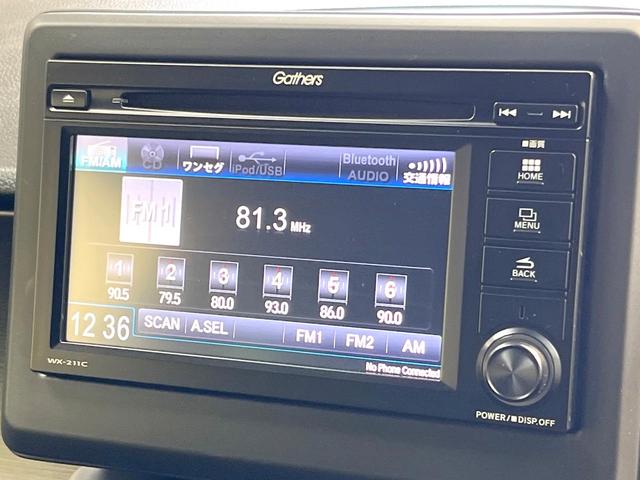 Gathers
FM/AM CD ワンセグ iPod/USB Bluetooth AUDIO 交通情報
■画質
HOME
FM1
81.3 MHz
MENU
1 2 3 4 5 6
90.5 79.5 80.0 93.0 86.0 90.0
BACK
12 36
SCAN A.SEL FM1 FM2 AM
WX-211C
No Phone Connected
POWER/■DISP.OFF